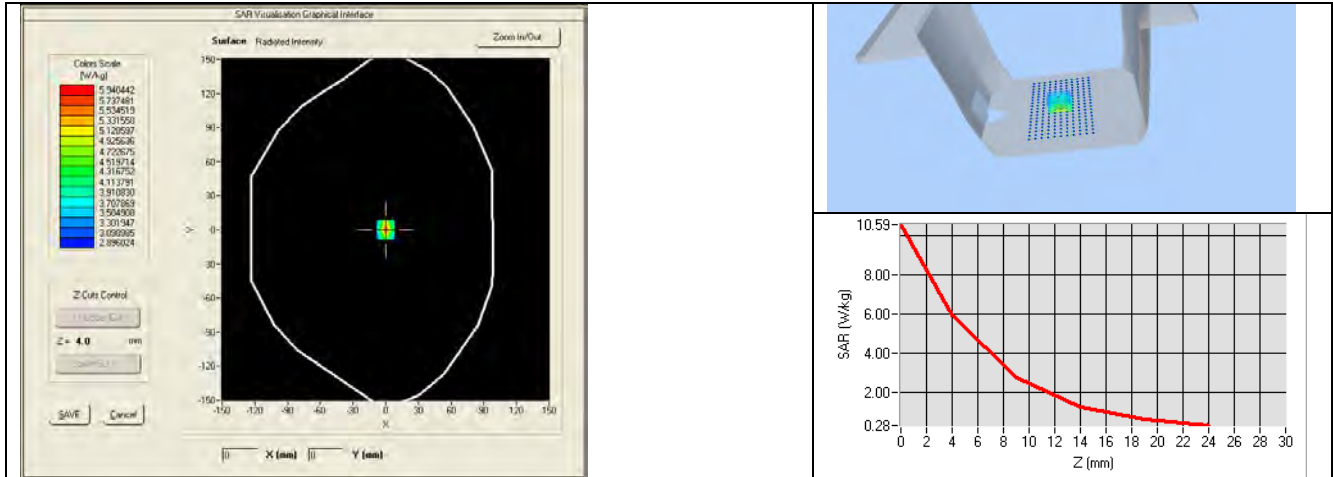 SAR Visualisation Graphical Interface
Surface Radiated Intensity
Zoom In/Out
Colors Scale
(W/kg)
5.940442
5.737481
5.534519
5.331558
5.128597
4.925636
4.722675
4.519714
4.316752
4.113791
3.910830
3.707869
3.504908
3.301947
3.098985
2.896024
Z Cuts Control
Z = 4.0 mm
SAVE Cancel
150-
120-
90-
60-
30-
0-
-30-
-60-
-90-
-120-
-150-
Y
-150 -120 -90 -60 -30 0 30 60 90 120 150
X
0 X (mm) 0 Y (mm)
10.59-
8.00-
6.00-
4.00-
2.00-
0.28-
SAR (W/kg)
0 2 4 6 8 10 12 14 16 18 20 22 24 26 28 30
Z (mm)